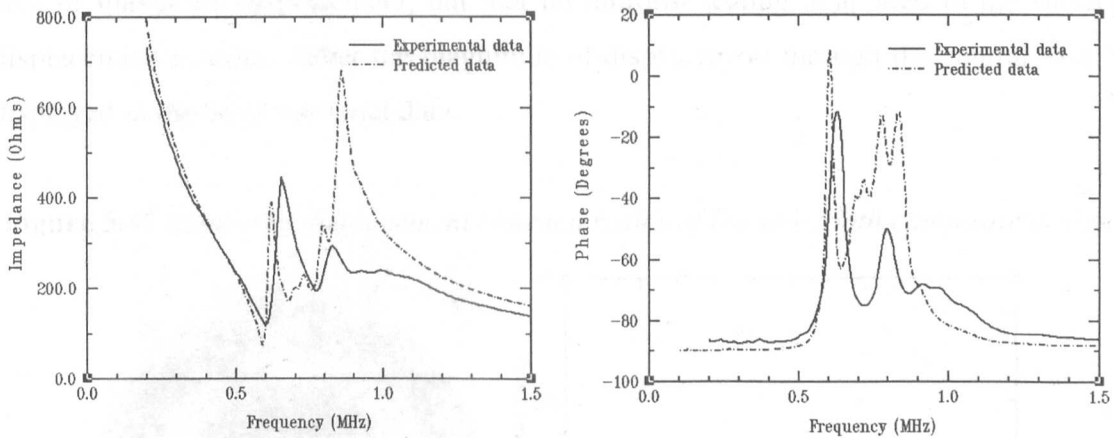 800.0
600.0
400.0
200.0
0.0
Impedance (Ohms)
Experimental data
Predicted data
0.0 0.5 1.0 1.5
Frequency (MHz)
20
0
−20
−40
−60
−80
−100
Phase (Degrees)
Experimental data
Predicted data
0.0 0.5 1.0 1.5
Frequency (MHz)